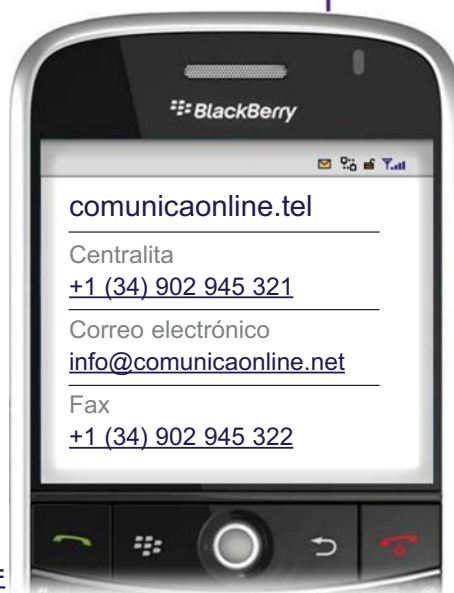 BlackBerry
comunicaonline.tel
Centralita
+1 (34) 902 945 321
Correo electrónico
info@comunicaonline.net
Fax
+1 (34) 902 945 322